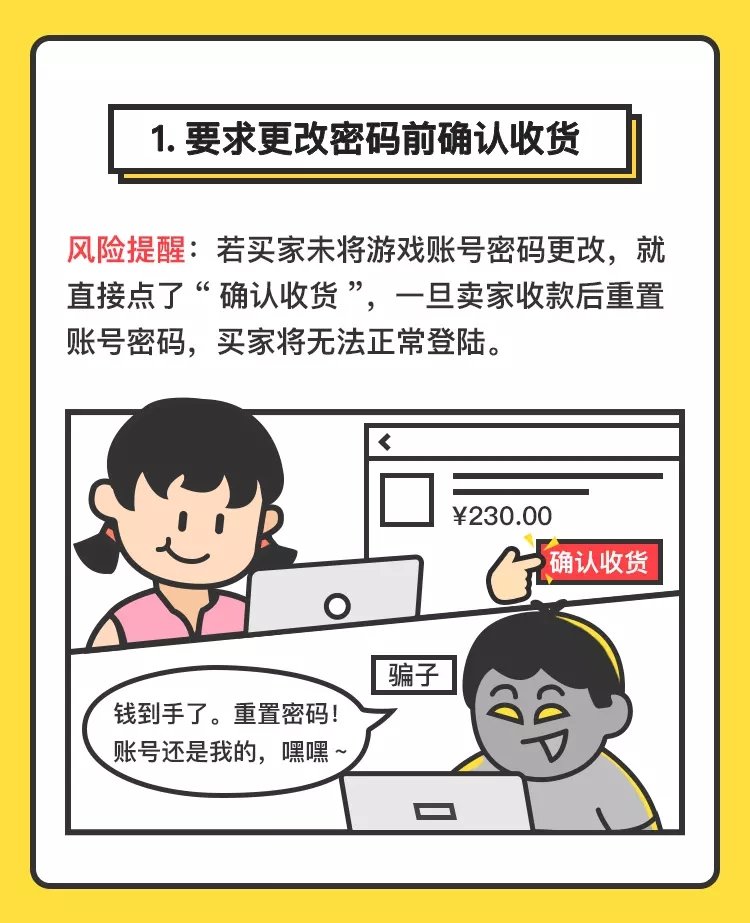 1. 要求更改密码前确认收货
风险提醒：若买家未将游戏账号密码更改，就
直接点了 “ 确认收货 ”，一旦卖家收款后重置
账号密码，买家将无法正常登陆。
¥230.00
确认收货
骗子
钱到手了。重置密码！
账号还是我的，嘿嘿 ~